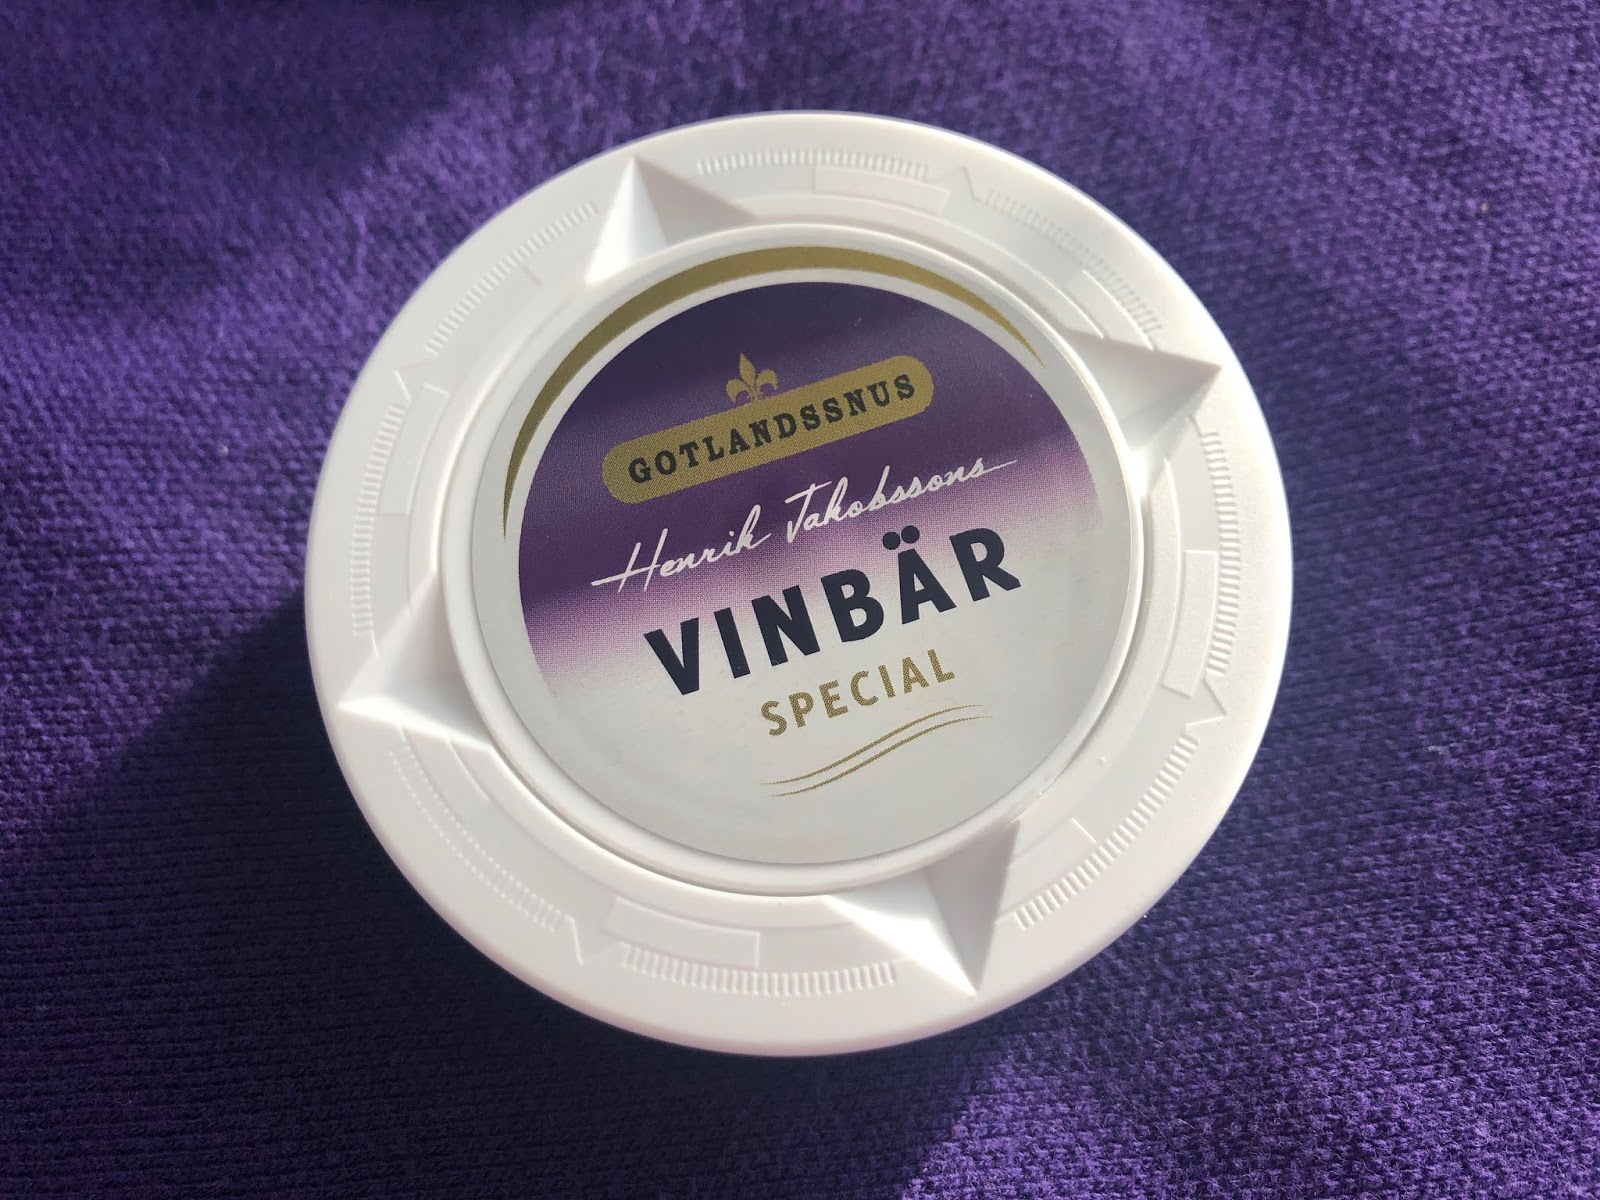 GOTLANDSSNUS
Henrik Jakobssons
VINBÄR
SPECIAL